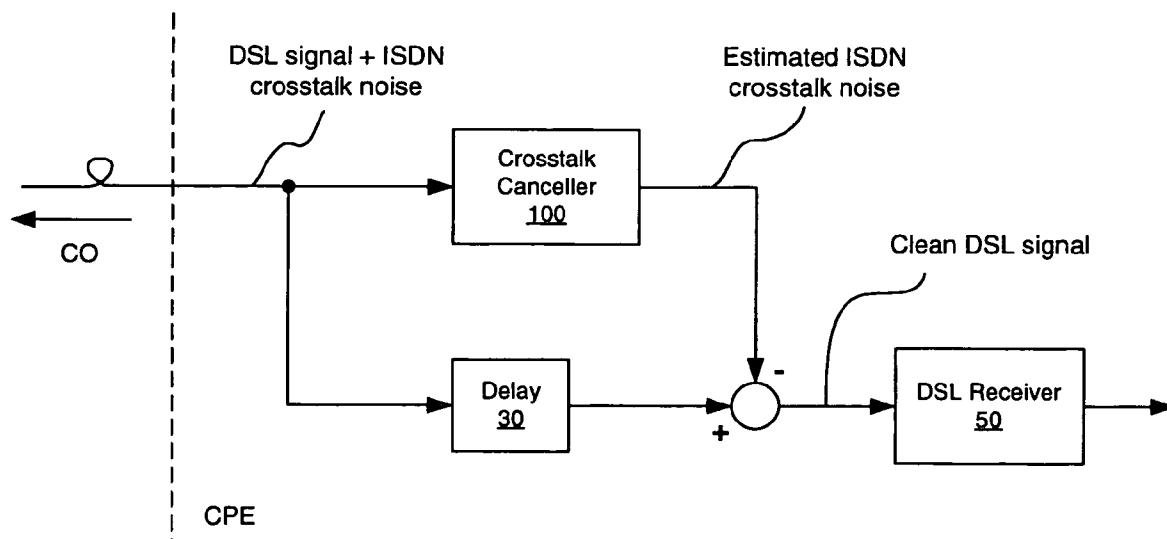 DSL signal + ISDN
crosstalk noise
Estimated ISDN
crosstalk noise
Crosstalk
Canceller
100
CO
Clean DSL signal
-
Delay
30
+
DSL Receiver
50
CPE